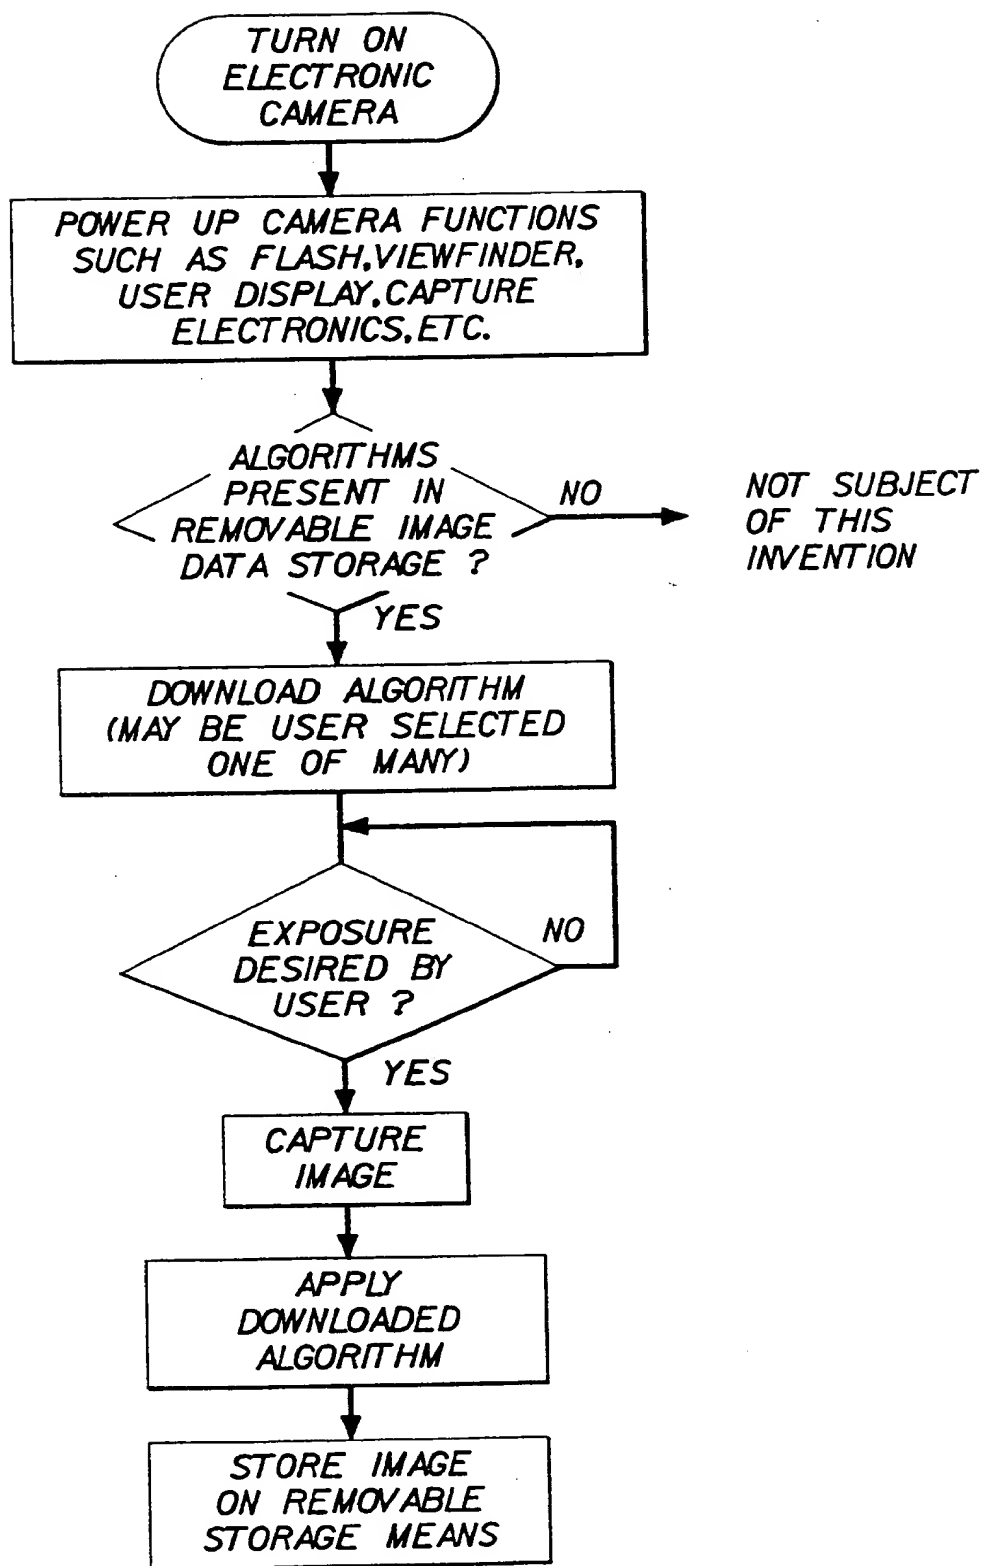 TURN ON
ELECTRONIC
CAMERA
POWER UP CAMERA FUNCTIONS
SUCH AS FLASH,VIEWFINDER,
USER DISPLAY,CAPTURE
ELECTRONICS,ETC.
ALGORITHMS
PRESENT IN
REMOVABLE IMAGE
DATA STORAGE ?
NO
NOT SUBJECT
OF THIS
INVENTION
YES
DOWNLOAD ALGORITHM
(MAY BE USER SELECTED
ONE OF MANY)
EXPOSURE
DESIRED BY
USER ?
NO
YES
CAPTURE
IMAGE
APPLY
DOWNLOADED
ALGORITHM
STORE IMAGE
ON REMOVABLE
STORAGE MEANS